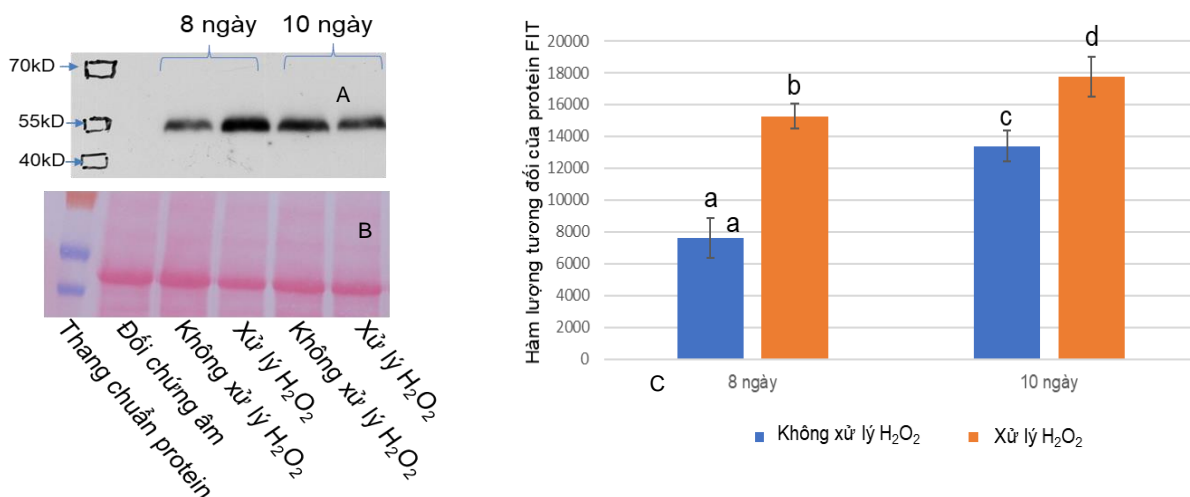 8 ngày
10 ngày
70kD
A
55kD
40kD
B
Thang chuẩn protein
Đối chứng âm
Không xử lý H₂O₂
Xử lý H₂O₂
Không xử lý H₂O₂
Xử lý H₂O₂
Hàm lượng tương đối của protein FIT
20000
18000
16000
14000
12000
10000
8000
6000
4000
2000
0
a
a
b
c
d
C
8 ngày
10 ngày
Không xử lý H₂O₂
Xử lý H₂O₂